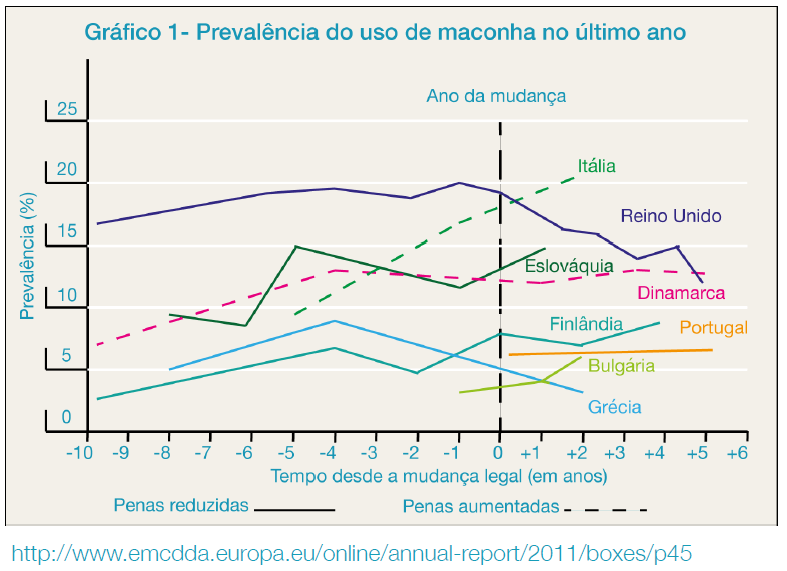 Gráfico 1- Prevalência do uso de maconha no último ano
Ano da mudança
Prevalência (%)
25
20
15
10
5
0
Itália
Reino Unido
Eslováquia
Dinamarca
Finlândia
Portugal
Bulgária
Grécia
-10 -9 -8 -7 -6 -5 -4 -3 -2 -1 0 +1 +2 +3 +4 +5 +6
Tempo desde a mudança legal (em anos)
Penas reduzidas Penas aumentadas
http://www.emcdda.europa.eu/online/annual-report/2011/boxes/p45